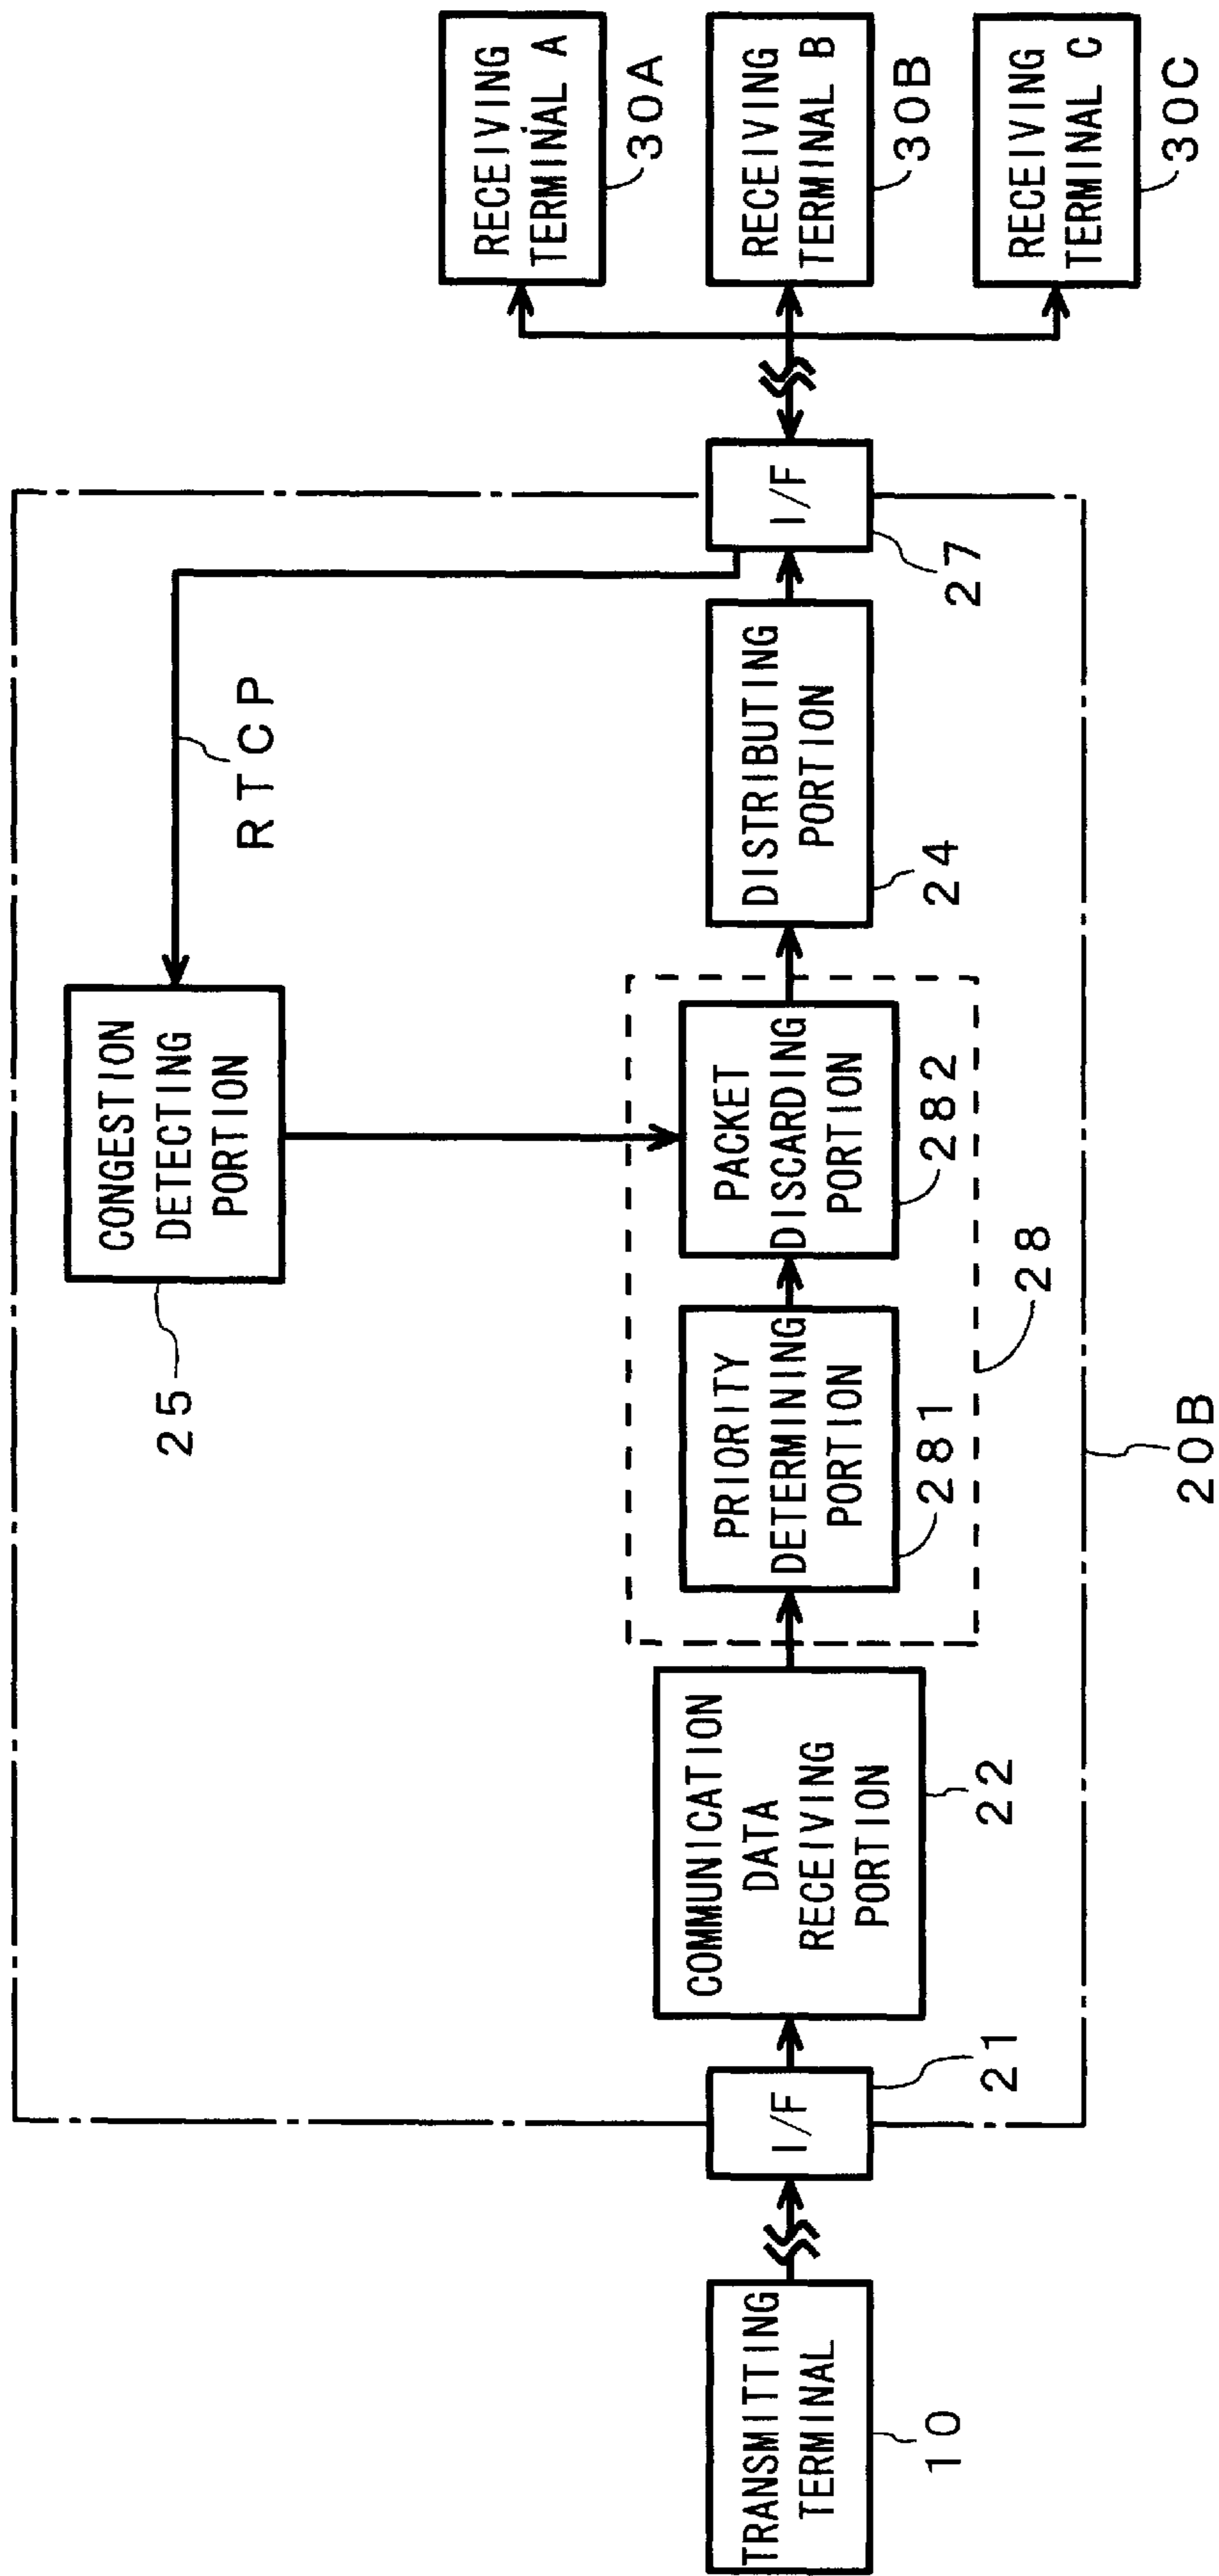 CONGESTION
DETECTING
PORTION
25
RTCP
TRANSMITTING
TERMINAL
10
I/F
21
COMMUNICATION
DATA
RECEIVING
PORTION
22
PRIORITY
DETERMINING
PORTION
281
PACKET
DISCARDING
PORTION
282
28
DISTRIBUTING
PORTION
24
I/F
27
20B
RECEIVING
TERMINAL A
30A
RECEIVING
TERMINAL B
30B
RECEIVING
TERMINAL C
30C